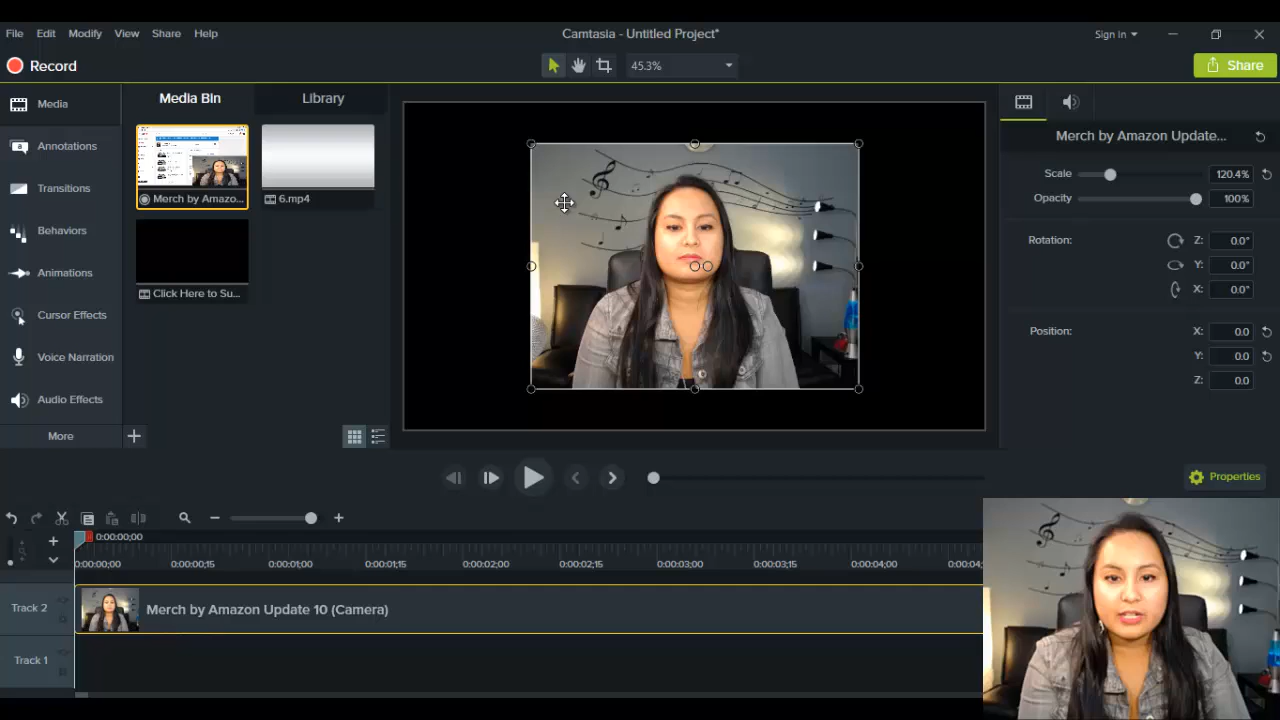 File Edit Modify View Share Help
Camtasia - Untitled Project*
Sign in
Record
45.3%
Share
Media
Annotations
Transitions
Behaviors
Animations
Cursor Effects
Voice Narration
Audio Effects
More
Media Bin
Library
Merch by Amazo...
6.mp4
Click Here to Su...
Merch by Amazon Update...
Scale 120.4%
Opacity 100%
Rotation: Z: 0.0°
Y: 0.0°
X: 0.0°
Position: X: 0.0
Y: 0.0
Z: 0.0
Properties
0:00:00;00
0:00:00;00 0:00:00;15 0:00:01;00 0:00:01;15 0:00:02;00 0:00:02;15 0:00:03;00 0:00:03;15 0:00:04;00 0:00:04;
Track 2
Merch by Amazon Update 10 (Camera)
Track 1